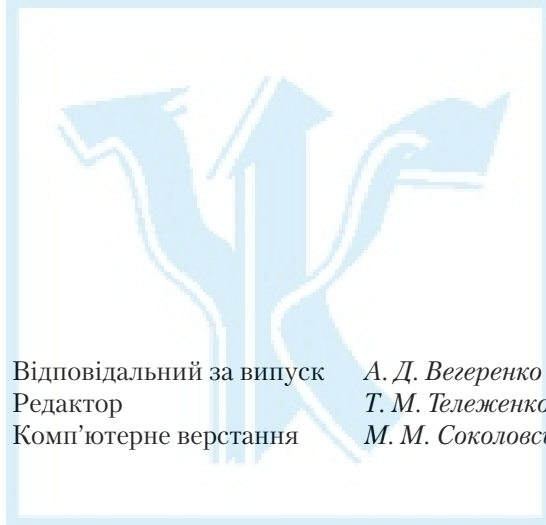 Відповідальний за випуск А. Д. Вегеренко
Редактор Т. М. Тележенко
Комп’ютерне верстання М. М.